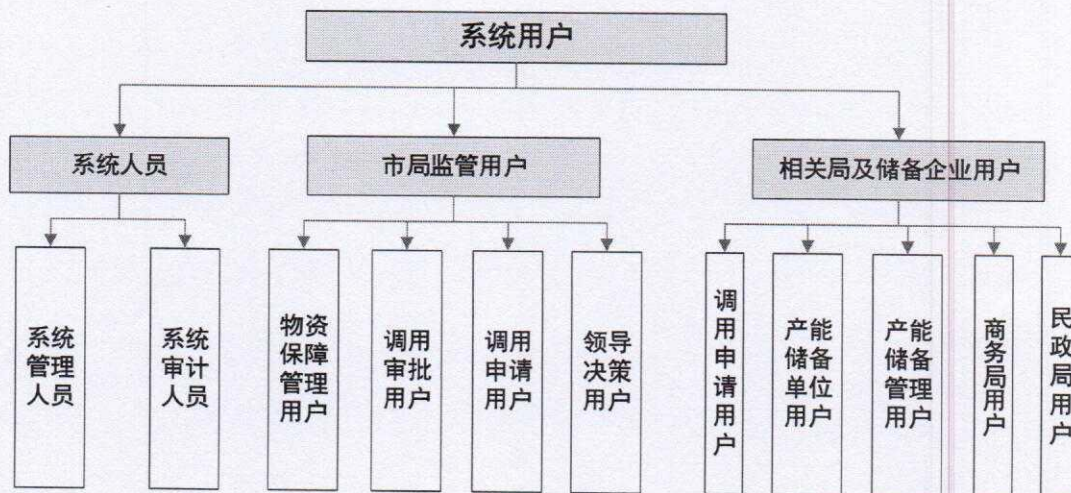 系统用户
系统人员
市局监管用户
相关局及储备企业用户
系统
管理
人员
系统
审计
人员
物资
保障
管理
用户
调用
审批
用户
调用
申请
用户
领导
决策
用户
调
用
申
请
用
户
产能
储备
单位
用户
产能
储备
管理
用户
商
务
局
用
户
民
政
局
用
户